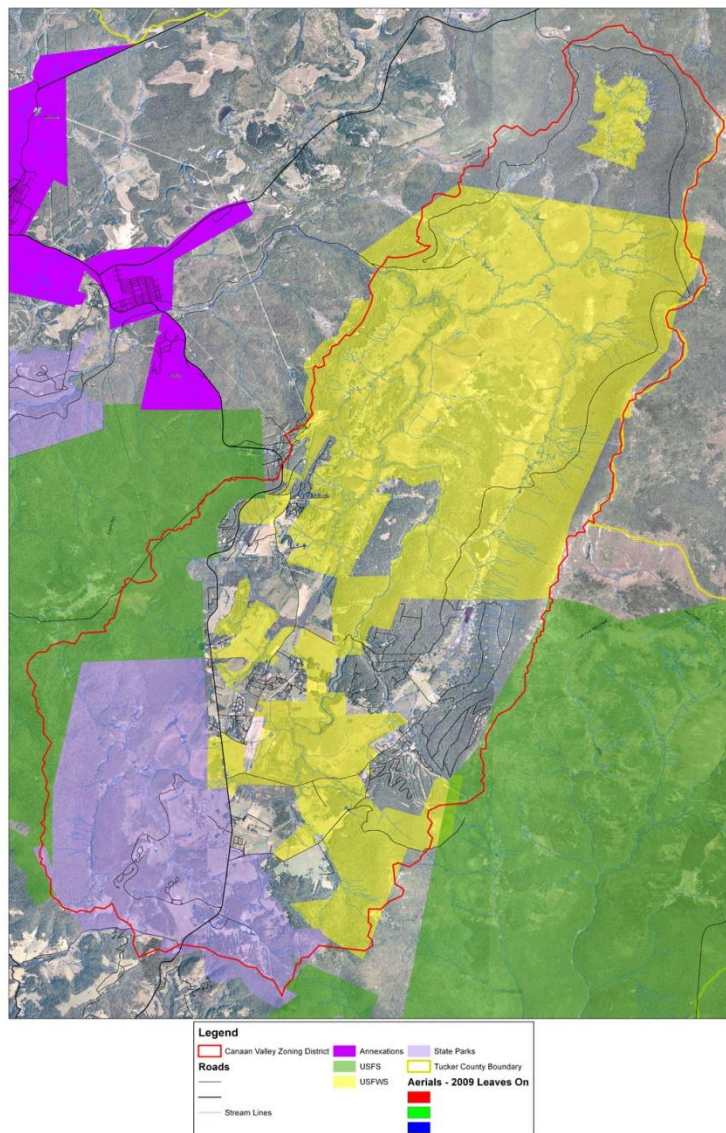 Legend
Canaan Valley Zoning District
Annexations
State Parks
Roads
USFS
Tucker County Boundary
USFWS
Aerials - 2009 Leaves On
Stream Lines